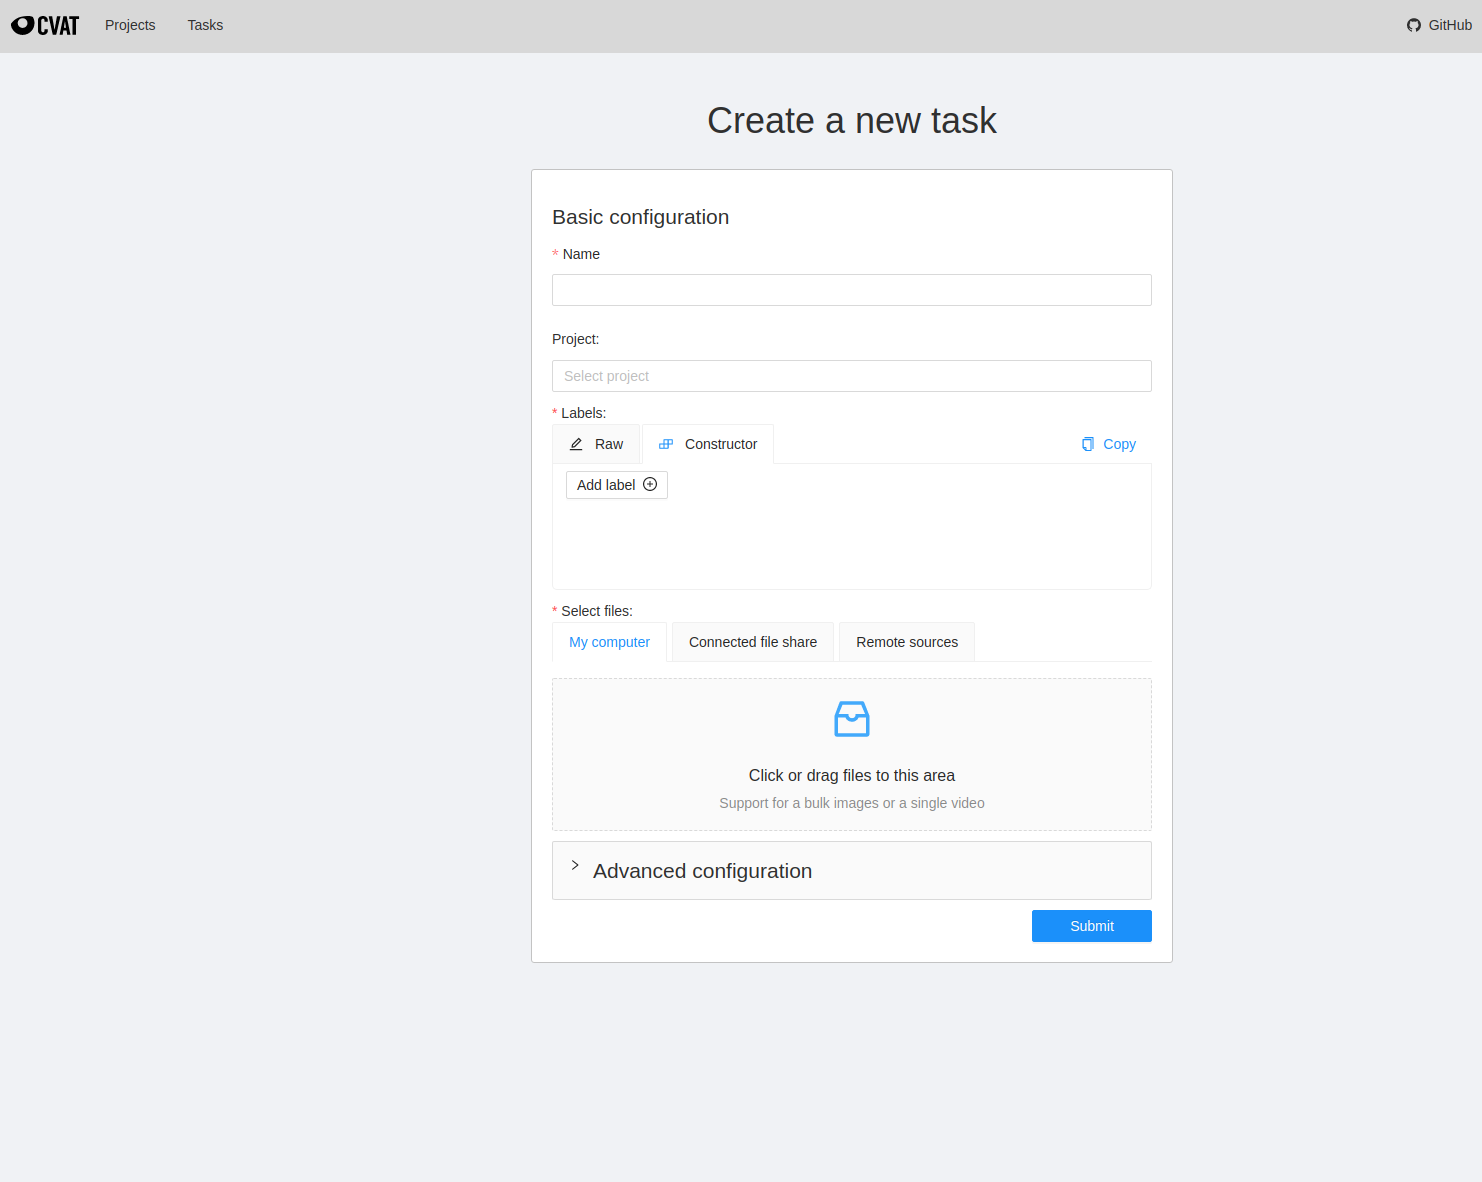 CVAT Projects Tasks GitHub
Create a new task
Basic configuration
* Name
Project:
Select project
* Labels:
Raw Constructor Copy
Add label
* Select files:
My computer Connected file share Remote sources
Click or drag files to this area
Support for a bulk images or a single video
Advanced configuration
Submit